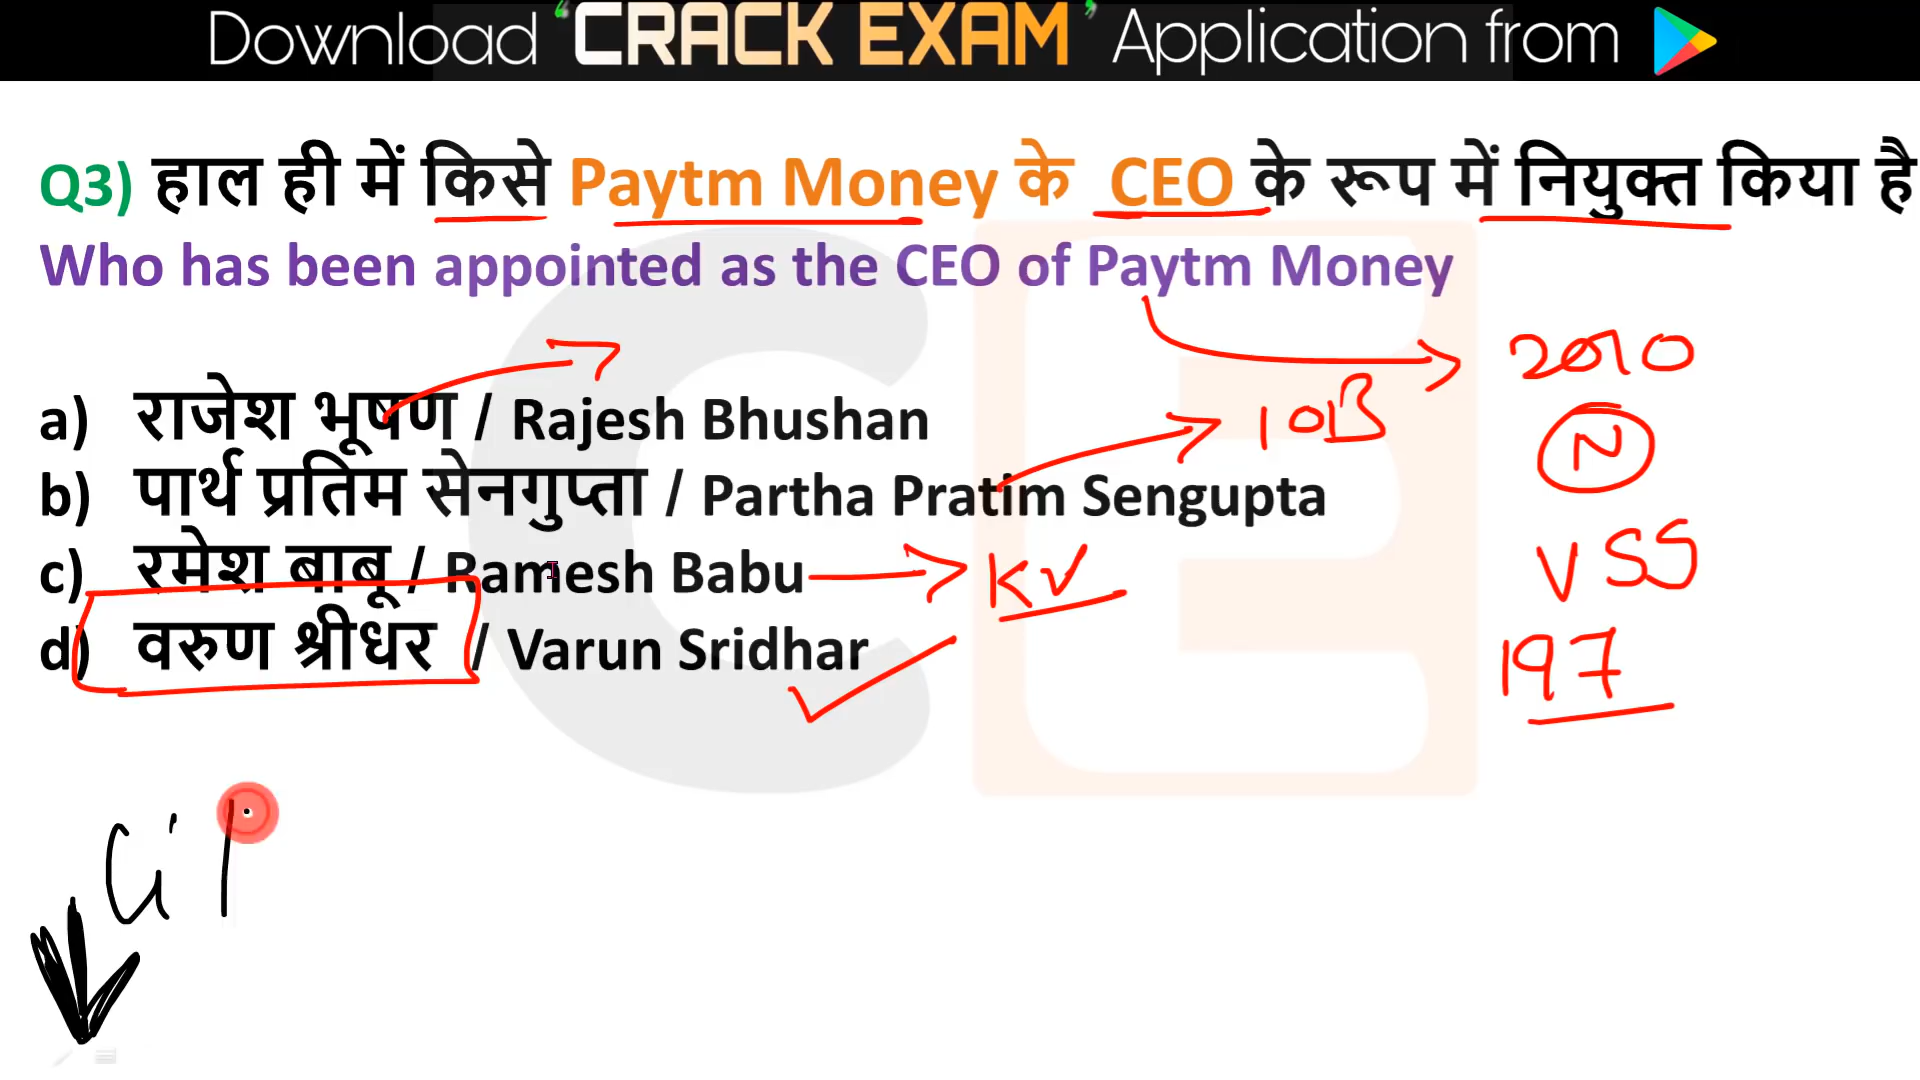 Download ‘CRACK EXAM’ Application from
Q3) हाल ही में किसे Paytm Money के CEO के रूप में नियुक्त किया है
Who has been appointed as the CEO of Paytm Money
2010
a) राजेश भूषण / Rajesh Bhushan
IOB
N
b) पार्थ प्रतिम सेनगुप्ता / Partha Pratim Sengupta
c) रमेश बाबू / Ramesh Babu
KV
VSS
d) वरुण श्रीधर / Varun Sridhar
197